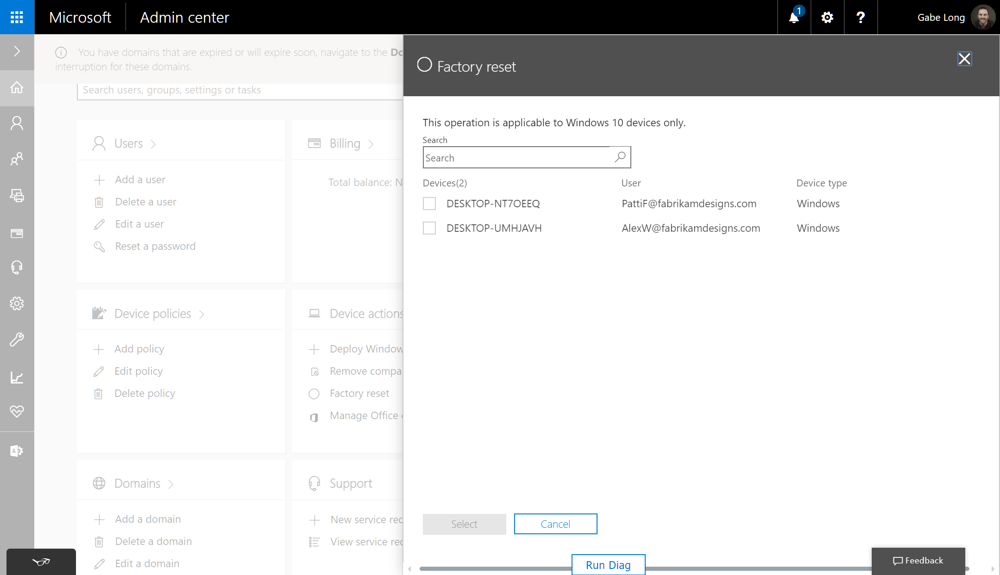 Microsoft
Admin center
1
?
Gabe Long
You have domains that are expired or will expire soon, navigate to the Do
interruption for these domains.
Search users, groups, settings or tasks
Users
Add a user
Delete a user
Edit a user
Reset a password
Billing
Total balance: N
Device policies
Add policy
Edit policy
Delete policy
Device actions
Deploy Window
Remove compa
Factory reset
Manage Office
Domains
Add a domain
Delete a domain
Edit a domain
Support
New service rec
View service rec
Factory reset
This operation is applicable to Windows 10 devices only.
Search
Search
Devices(2) User Device type
DESKTOP-NT7OEEQ PattiF@fabrikamdesigns.com Windows
DESKTOP-UMHJAVH AlexW@fabrikamdesigns.com Windows
Select
Cancel
Run Diag
Feedback